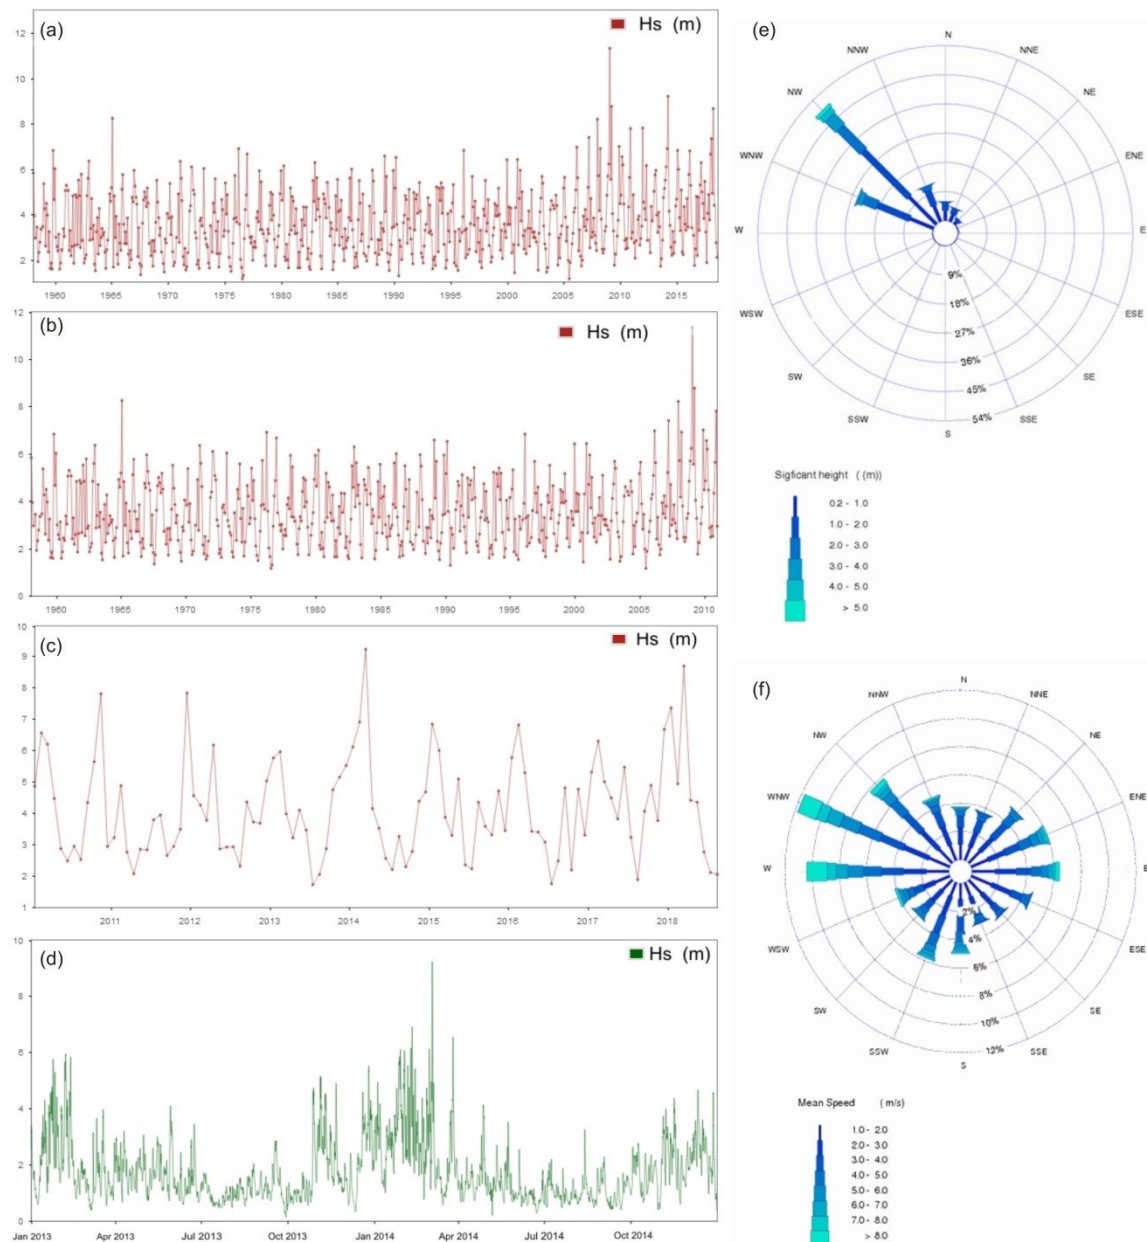 (a)
Hs (m)
12
10
8
6
4
2
1960 1965 1970 1975 1980 1985 1990 1995 2000 2005 2010 2015
(b)
Hs (m)
12
10
8
6
4
2
0
1960 1965 1970 1975 1980 1985 1990 1995 2000 2005 2010
(c)
Hs (m)
10
9
8
7
6
5
4
3
2
1
2011 2012 2013 2014 2015 2016 2017 2018
(d)
Hs (m)
10
8
6
4
2
0
Jan 2013 Apr 2013 Jul 2013 Oct 2013 Jan 2014 Apr 2014 Jul 2014 Oct 2014
(e)
N
NNW NNE
NW NE
WNW ENE
W E
9%
18%
WSW ESE
27%
36%
SW SE
45%
SSW 54% SSE
S
Sigficant height ( (m))
0.2 - 1.0
1.0 - 2.0
2.0 - 3.0
3.0 - 4.0
4.0 - 5.0
> 5.0
(f)
N
NNW NNE
NW NE
WNW ENE
W E
2%
4%
WSW ESE
6%
8%
SW SE
10%
SSW 12% SSE
S
Mean Speed ( m/s)
1.0 - 2.0
2.0 - 3.0
3.0 - 4.0
4.0 - 5.0
5.0 - 6.0
6.0 - 7.0
7.0 - 8.0
> 8.0